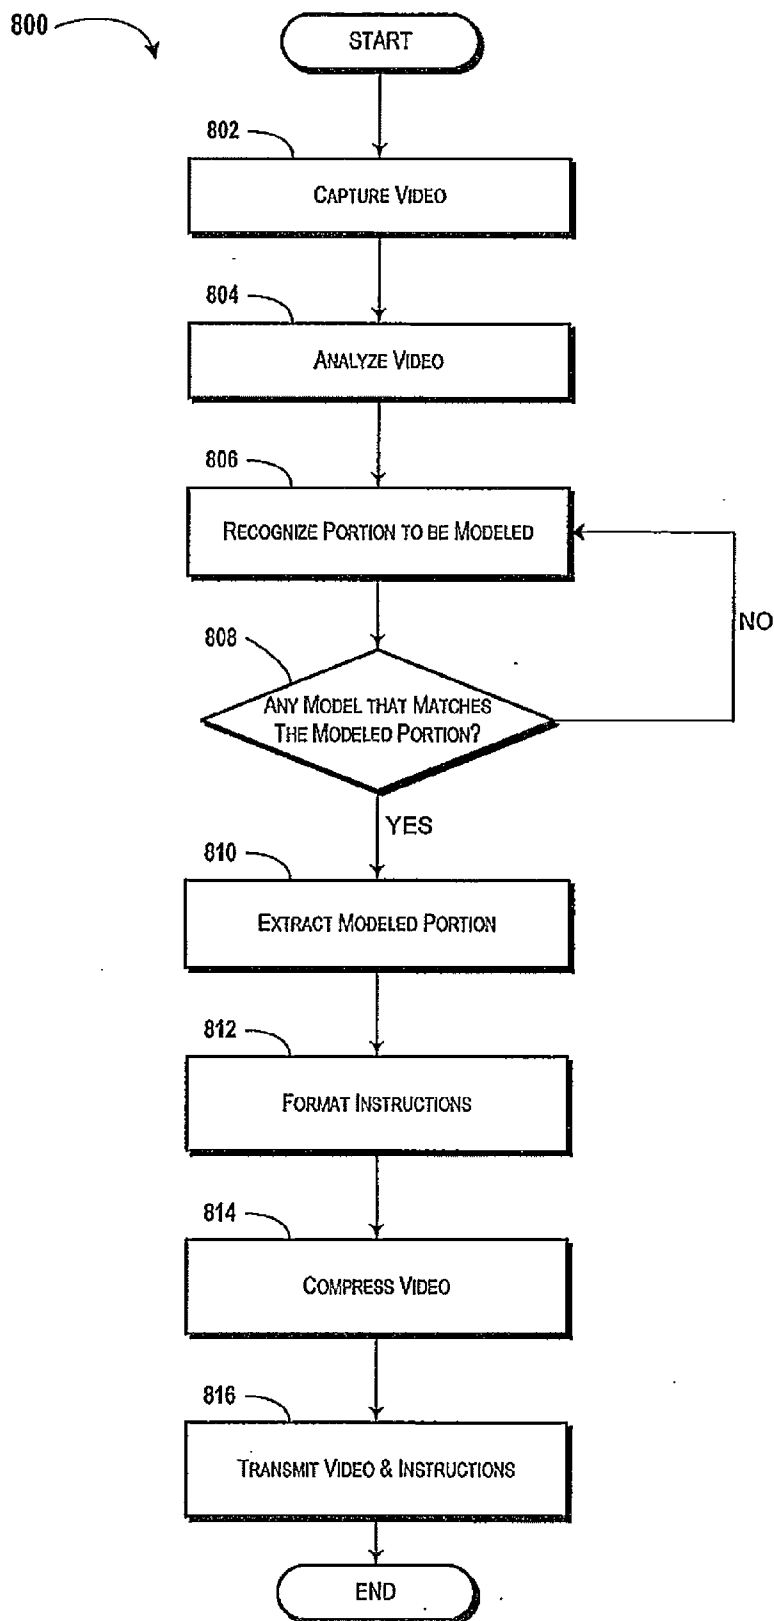 800
START
802
CAPTURE VIDEO
804
ANALYZE VIDEO
806
RECOGNIZE PORTION TO BE MODELED
NO
808
ANY MODEL THAT MATCHES
THE MODELED PORTION?
YES
810
EXTRACT MODELED PORTION
812
FORMAT INSTRUCTIONS
814
COMPRESS VIDEO
816
TRANSMIT VIDEO & INSTRUCTIONS
END